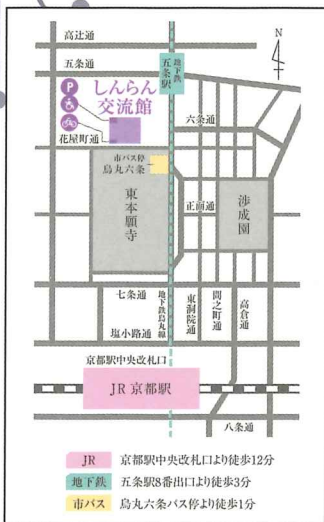 高辻通
N
五条通
地下鉄
五条駅
P
しんらん
交流館
六条通
花屋町通
市バス停
烏丸六条
東本願寺
正面通
渉成園
七条通
地下鉄烏丸線
東洞院通
間之町通
高倉通
塩小路通
京都駅中央改札口
JR 京都駅
八条通
JR 京都駅中央改札口より徒歩12分
地下鉄 五条駅8番出口より徒歩3分
市バス 烏丸六条バス停より徒歩1分